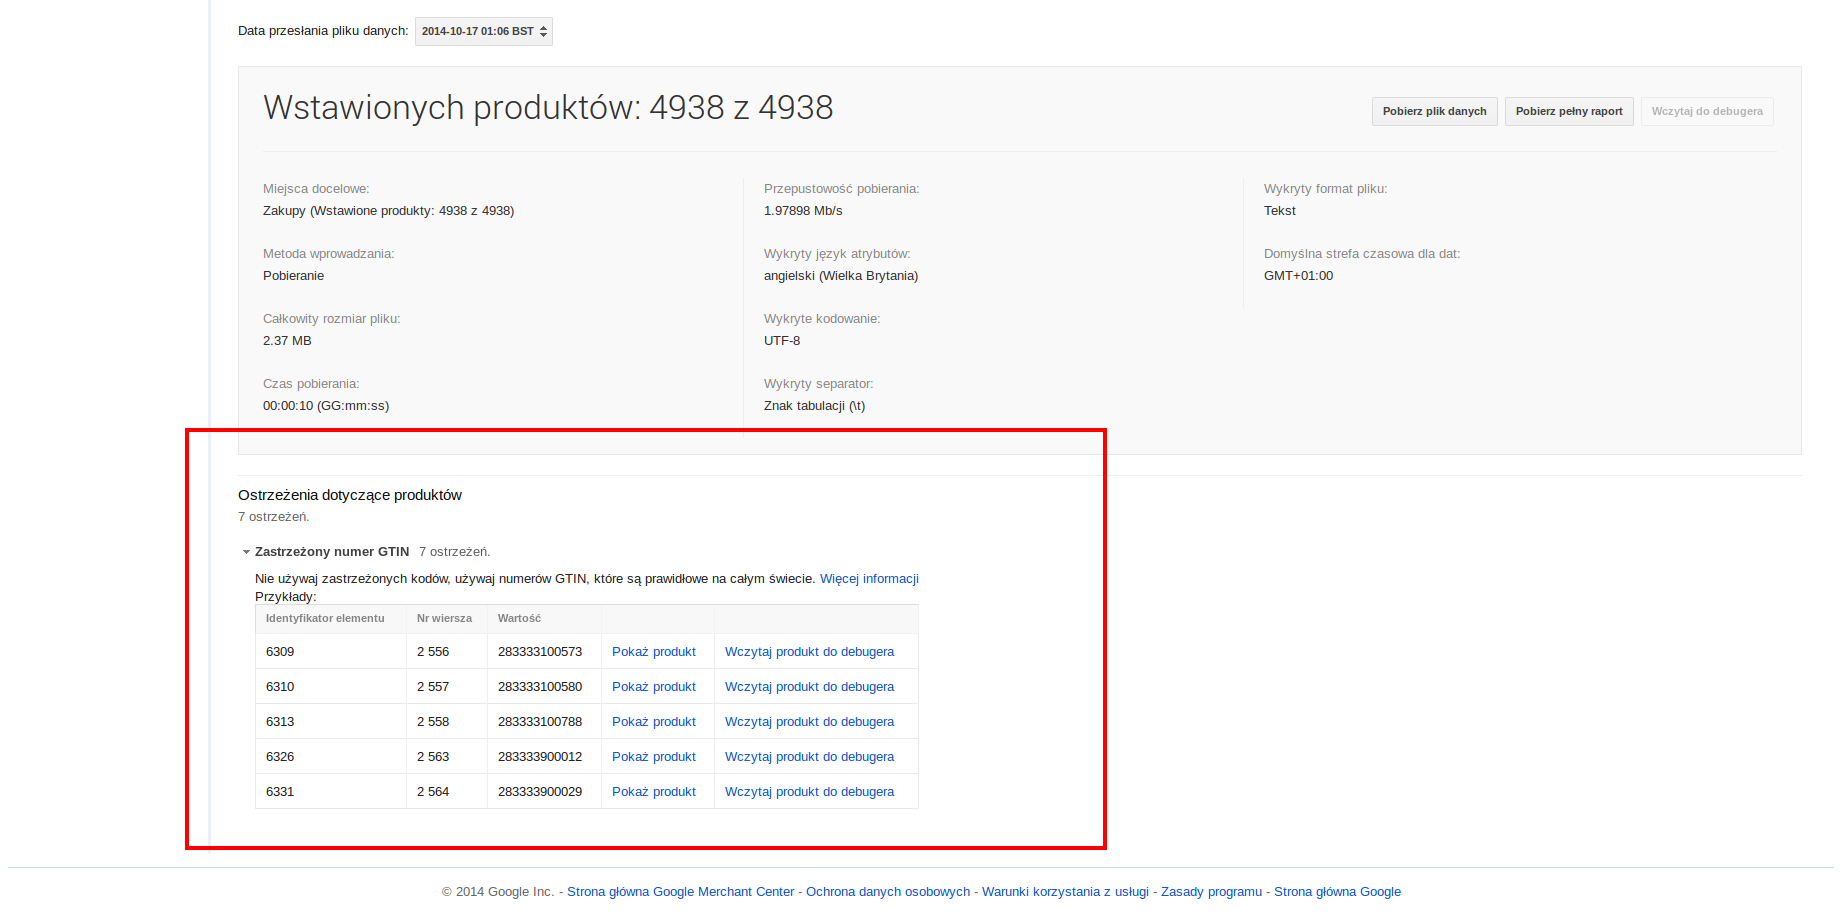 Data przesłania pliku danych: 2014-10-17 01:06 BST
Wstawionych produktów: 4938 z 4938
Pobierz plik danych Pobierz pełny raport Wczytaj do debugera
Miejsca docelowe:
Zakupy (Wstawione produkty: 4938 z 4938)
Metoda wprowadzania:
Pobieranie
Całkowity rozmiar pliku:
2.37 MB
Czas pobierania:
00:00:10 (GG:mm:ss)
Przepustowość pobierania:
1.97898 Mb/s
Wykryty język atrybutów:
angielski (Wielka Brytania)
Wykryte kodowanie:
UTF-8
Wykryty separator:
Znak tabulacji (\t)
Wykryty format pliku:
Tekst
Domyślna strefa czasowa dla dat:
GMT+01:00
Ostrzeżenia dotyczące produktów
7 ostrzeżeń.
Zastrzeżony numer GTIN 7 ostrzeżeń.
Nie używaj zastrzeżonych kodów, używaj numerów GTIN, które są prawidłowe na całym świecie. Więcej informacji
Przykłady:
Identyfikator elementu Nr wiersza Wartość
6309 2 556 283333100573 Pokaż produkt Wczytaj produkt do debugera
6310 2 557 283333100580 Pokaż produkt Wczytaj produkt do debugera
6313 2 558 283333100788 Pokaż produkt Wczytaj produkt do debugera
6326 2 563 283333900012 Pokaż produkt Wczytaj produkt do debugera
6331 2 564 283333900029 Pokaż produkt Wczytaj produkt do debugera
© 2014 Google Inc. - Strona główna Google Merchant Center - Ochrona danych osobowych - Warunki korzystania z usługi - Zasady programu - Strona główna Google